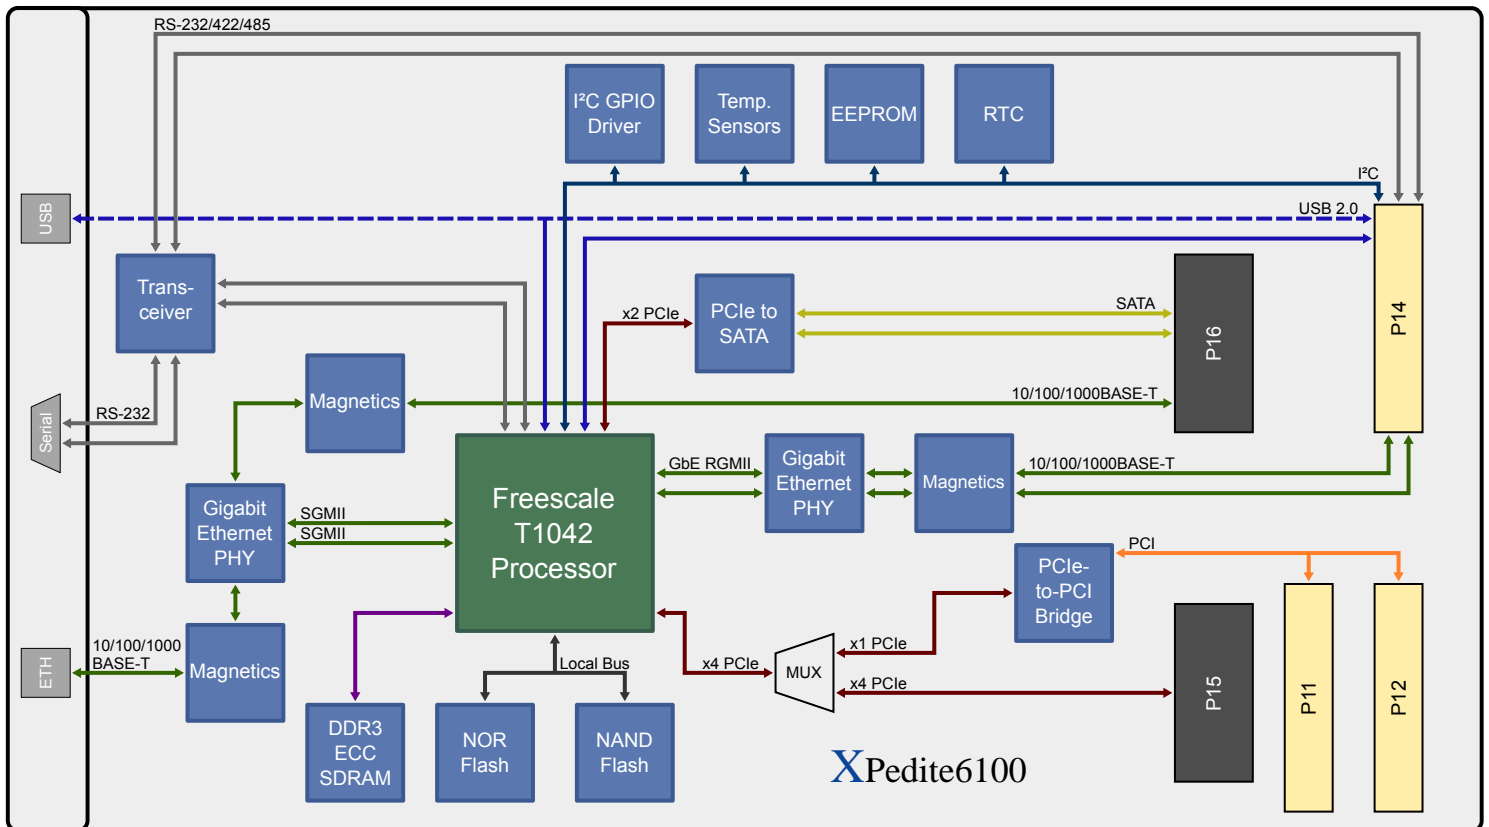 RS-232/422/485
I²C GPIO
Driver
Temp.
Sensors
EEPROM
RTC
I²C
USB
USB 2.0
Trans-
ceiver
x2 PCIe
PCIe to
SATA
SATA
P16
P14
Magnetics
10/100/1000BASE-T
RS-232
Serial
Freescale
T1042
Processor
GbE RGMII
Gigabit
Ethernet
PHY
Magnetics
10/100/1000BASE-T
Gigabit
Ethernet
PHY
SGMII
SGMII
PCI
PCIe-
to-PCI
Bridge
10/100/1000
BASE-T
ETH
Magnetics
Local Bus
x4 PCIe
MUX
x1 PCIe
x4 PCIe
P15
P11
P12
DDR3
ECC
SDRAM
NOR
Flash
NAND
Flash
XPedite6100